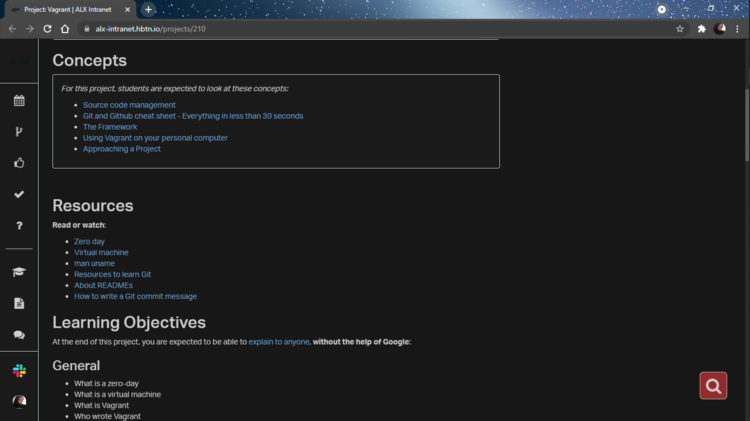 Project: Vagrant | ALX Intranet
alx-intranet.hbtn.io/projects/210
Concepts
For this project, students are expected to look at these concepts:
Source code management
Git and Github cheat sheet - Everything in less than 30 seconds
The Framework
Using Vagrant on your personal computer
Approaching a Project
Resources
Read or watch:
Zero day
Virtual machine
man uname
Resources to learn Git
About READMEs
How to write a Git commit message
Learning Objectives
At the end of this project, you are expected to be able to explain to anyone, without the help of Google:
General
What is a zero-day
What is a virtual machine
What is Vagrant
Who wrote Vagrant